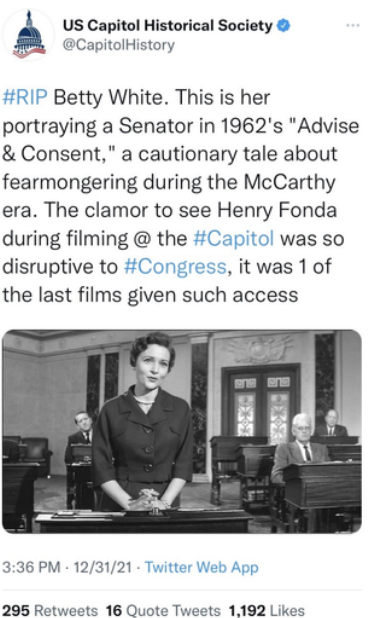 US Capitol Historical Society
@CapitolHistory
#RIP Betty White. This is her
portraying a Senator in 1962's "Advise
& Consent," a cautionary tale about
fearmongering during the McCarthy
era. The clamor to see Henry Fonda
during filming @ the #Capitol was so
disruptive to #Congress, it was 1 of
the last films given such access
3:36 PM · 12/31/21 · Twitter Web App
295 Retweets 16 Quote Tweets 1,192 Likes